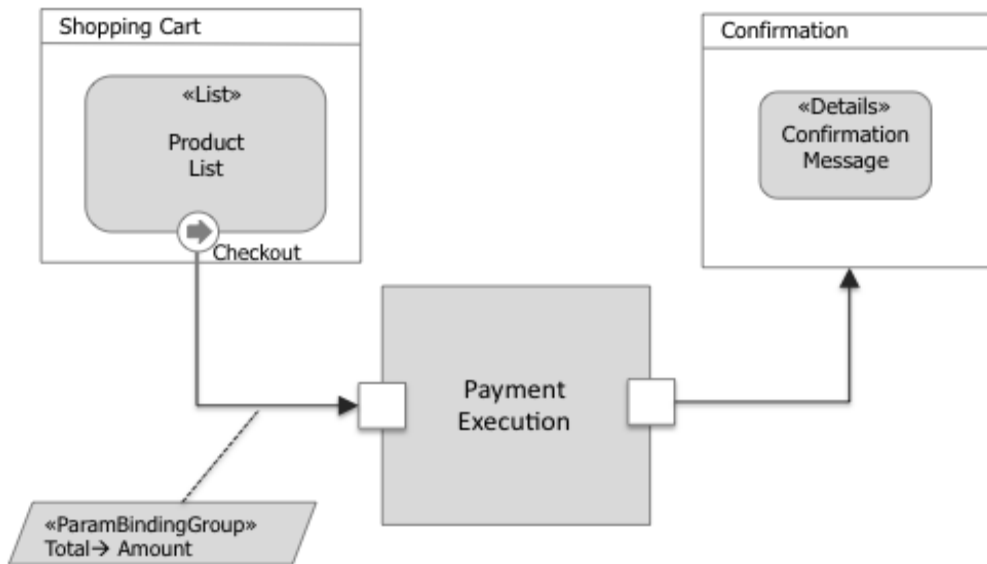 Shopping Cart
«List»
Product
List
Checkout
Confirmation
«Details»
Confirmation
Message
Payment
Execution
«ParamBindingGroup»
Total→ Amount